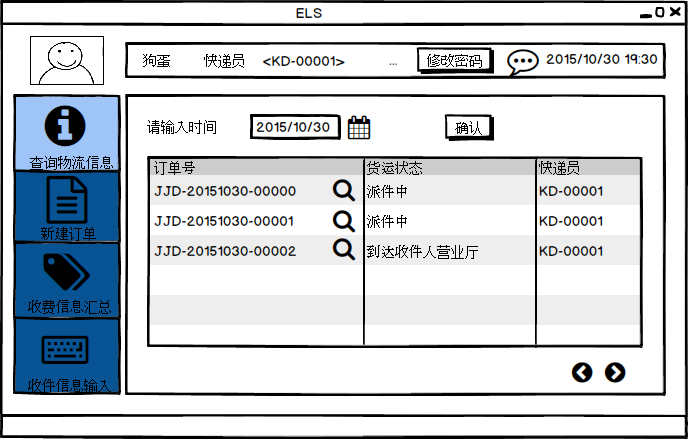 ELS
狗蛋 快递员 <KD-00001> ... 修改密码 2015/10/30 19:30
请输入时间 2015/10/30 确认
查询物流信息
新建订单
收费信息汇总
收件信息输入
订单号 货运状态 快递员
JJD-20151030-00000 派件中 KD-00001
JJD-20151030-00001 派件中 KD-00001
JJD-20151030-00002 到达收件人营业厅 KD-00001